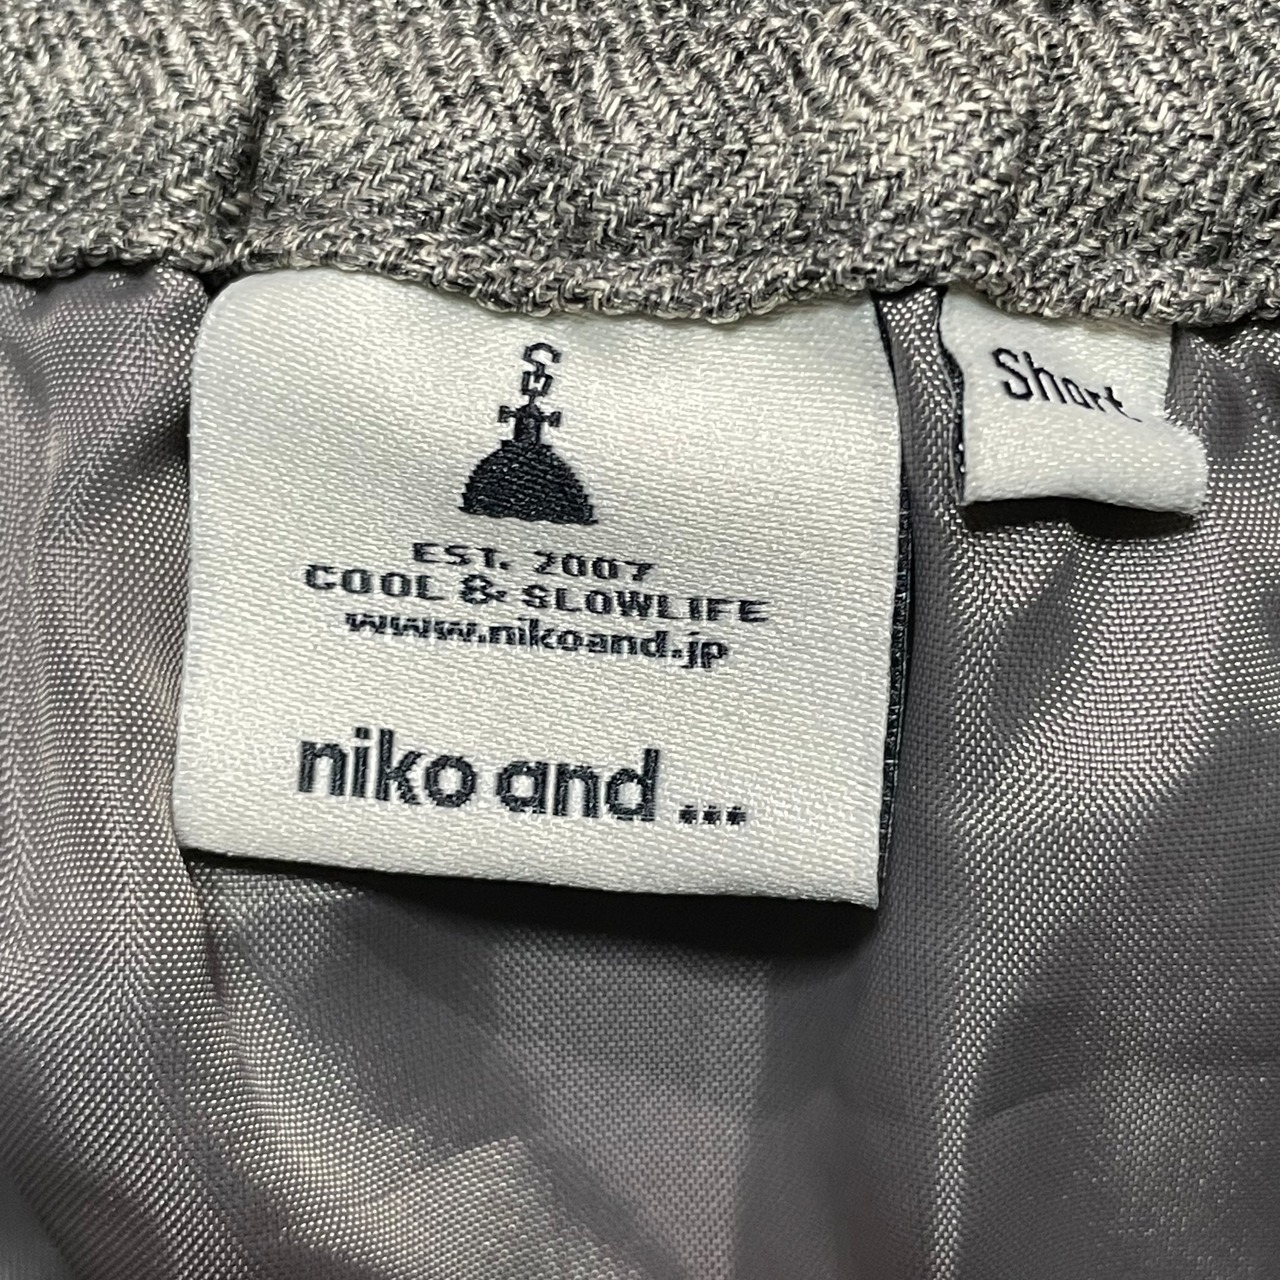 EST. 2007
COOL & SLOWLIFE
www.nikoand.jp
niko and ...
Short